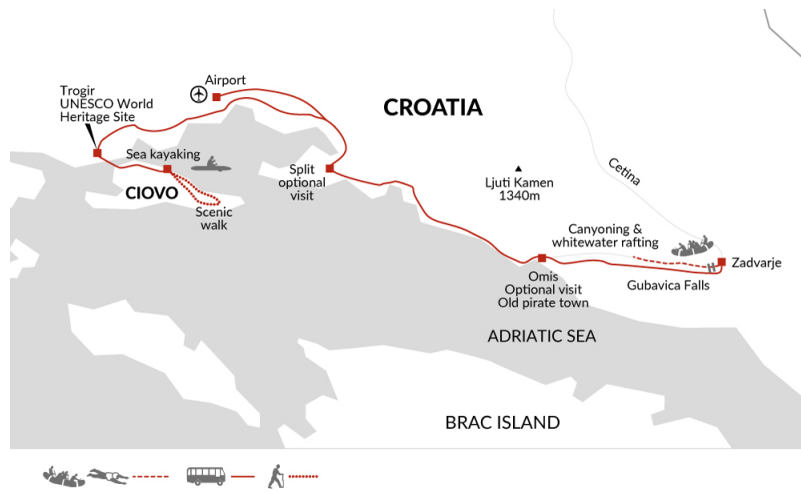 Airport
Trogir
UNESCO World
Heritage Site
CROATIA
Sea kayaking
CIOVO
Scenic
walk
Split
optional
visit
Ljuti Kamen
1340m
Cetina
Canyoning &
whitewater rafting
Zadvarje
Gubavica Falls
Omis
Optional visit
Old pirate town
ADRIATIC SEA
BRAC ISLAND